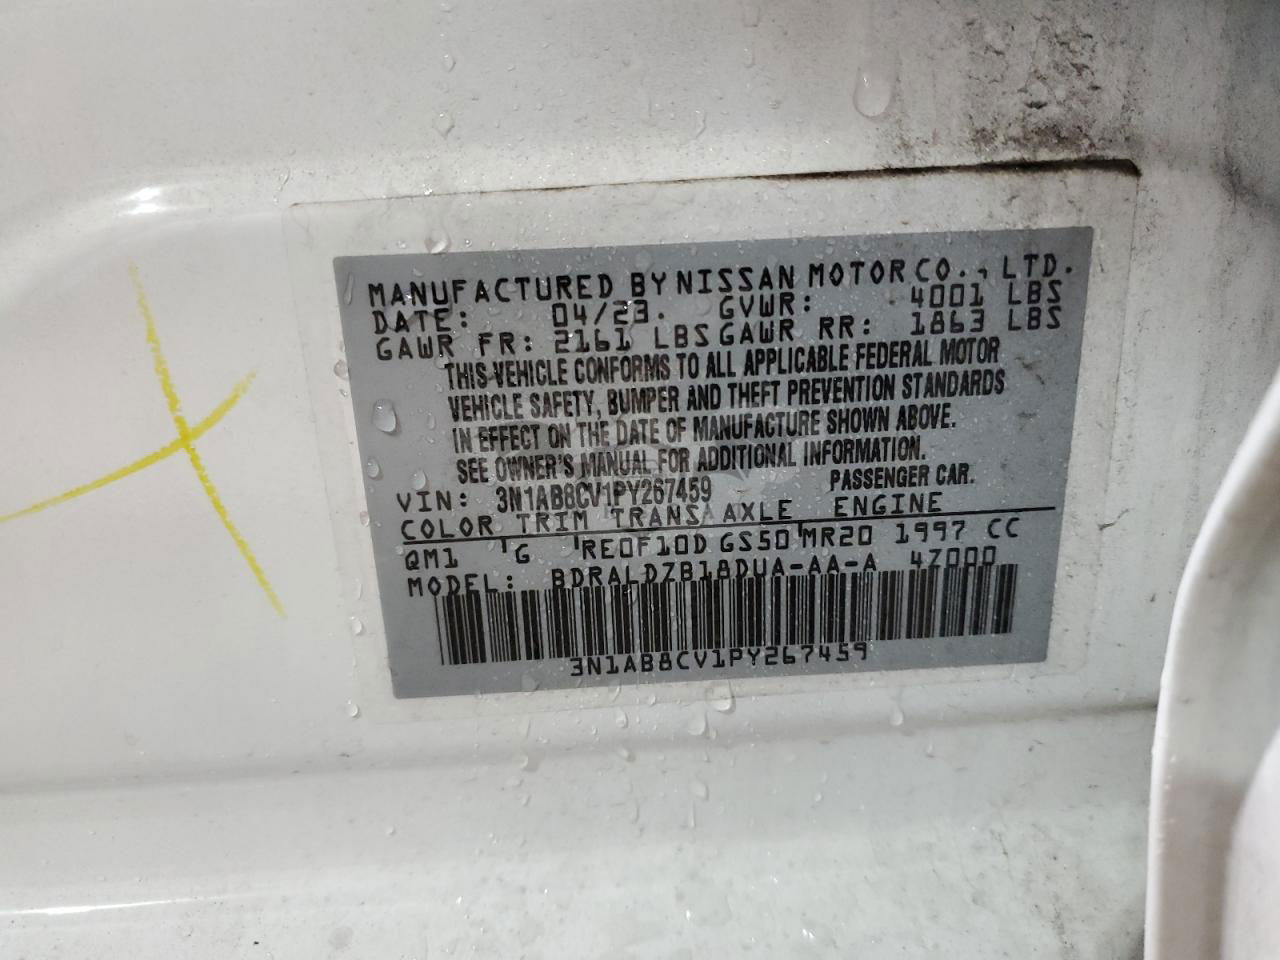 MANUFACTURED BY NISSAN MOTOR CO., LTD.
DATE: 04/23. GVWR: 4001 LBS
GAWR FR: 2161 LBS GAWR RR: 1863 LBS
THIS VEHICLE CONFORMS TO ALL APPLICABLE FEDERAL MOTOR
VEHICLE SAFETY, BUMPER AND THEFT PREVENTION STANDARDS
IN EFFECT ON THE DATE OF MANUFACTURE SHOWN ABOVE.
SEE OWNER'S MANUAL FOR ADDITIONAL INFORMATION.
VIN: 3N1AB8CV1PY267459 PASSENGER CAR.
COLOR TRIM TRANS AXLE ENGINE
QM1 G RE0F10D GS50 MR20 1997 CC
MODEL: BDRALDZB18DUA-AA-A 4Z000
3N1AB8CV1PY267459